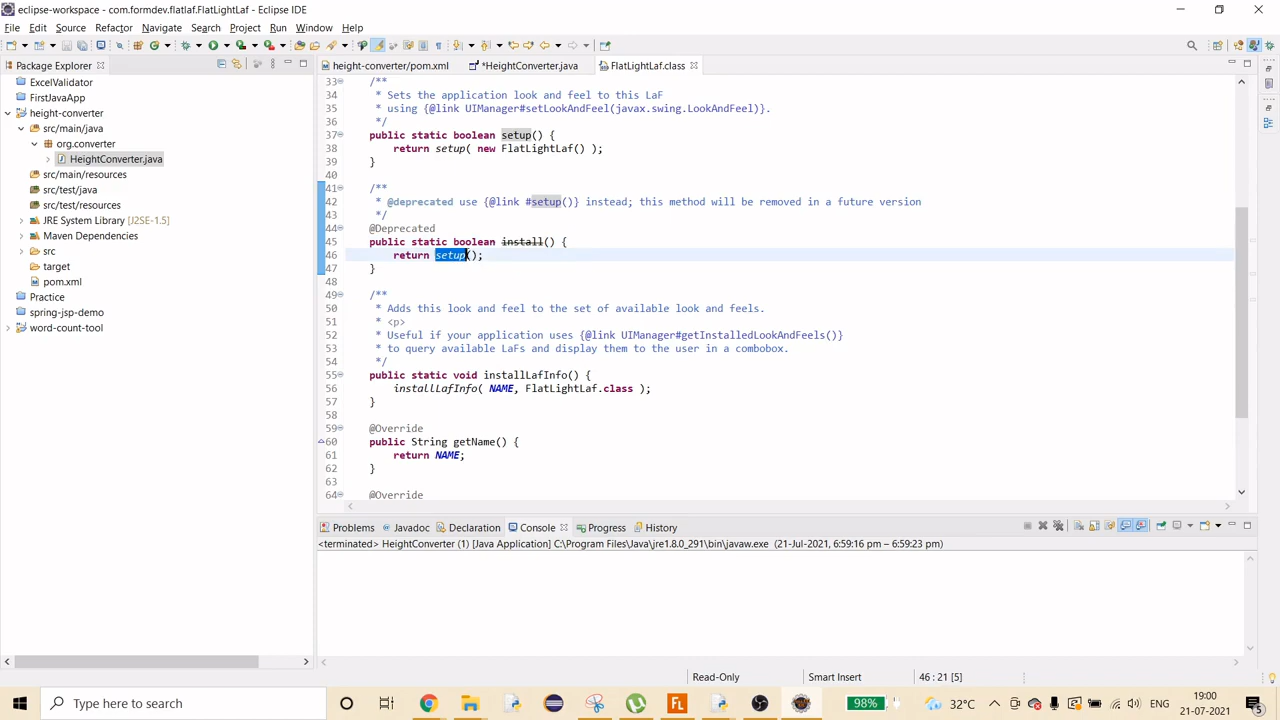 eclipse-workspace - com.formdev.flatlaf.FlatLightLaf - Eclipse IDE
File Edit Source Refactor Navigate Search Project Run Window Help
Package Explorer
height-converter/pom.xml
*HeightConverter.java
FlatLightLaf.class
ExcelValidator
FirstJavaApp
height-converter
src/main/java
org.converter
HeightConverter.java
src/main/resources
src/test/java
src/test/resources
JRE System Library [J2SE-1.5]
Maven Dependencies
src
target
pom.xml
Practice
spring-jsp-demo
word-count-tool
33 /**
34 * Sets the application look and feel to this LaF
35 * using {@link UIManager#setLookAndFeel(javax.swing.LookAndFeel)}.
36 */
37 public static boolean setup() {
38 return setup( new FlatLightLaf() );
39 }
40
41 /**
42 * @deprecated use {@link #setup()} instead; this method will be removed in a future version
43 */
44 @Deprecated
45 public static boolean install() {
46 return setup();
47 }
48
49 /**
50 * Adds this look and feel to the set of available look and feels.
51 * <p>
52 * Useful if your application uses {@link UIManager#getInstalledLookAndFeels()}
53 * to query available LaFs and display them to the user in a combobox.
54 */
55 public static void installLafInfo() {
56 installLafInfo( NAME, FlatLightLaf.class );
57 }
58
59 @Override
60 public String getName() {
61 return NAME;
62 }
63
64 @Override
Problems Javadoc Declaration Console Progress History
<terminated> HeightConverter (1) [Java Application] C:\Program Files\Java\jre1.8.0_291\bin\javaw.exe (21-Jul-2021, 6:59:16 pm – 6:59:23 pm)
Read-Only Smart Insert 46 : 21 [5]
Type here to search
FL
98%
32°C
19:00
21-07-2021
5